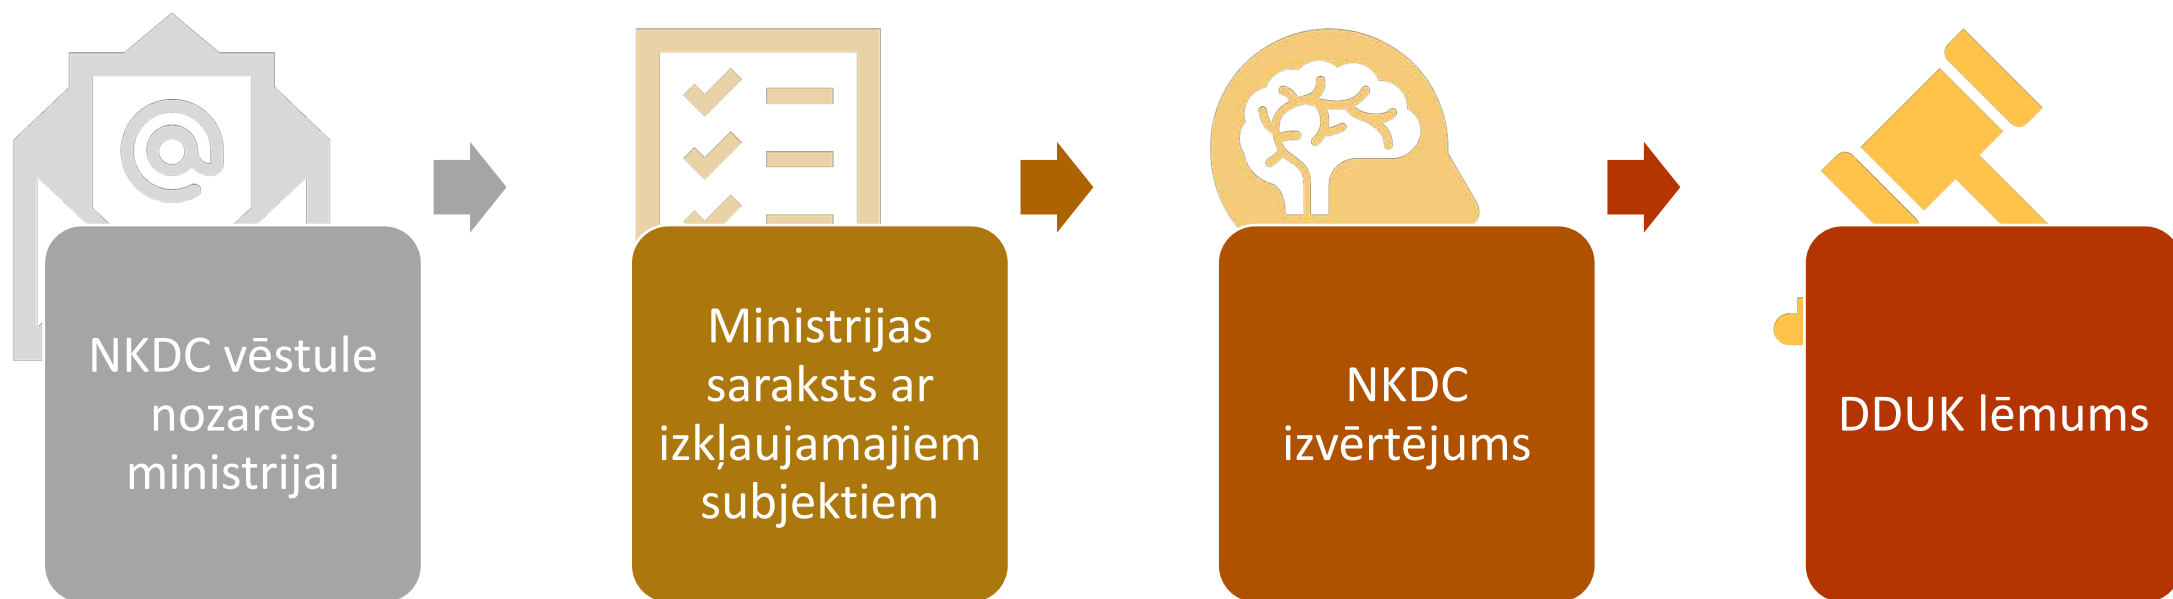 NKDC vēstule
nozares
ministrijai
Ministrijas
saraksts ar
izkļaujamajiem
subjektiem
NKDC
izvērtējums
DDUK lēmums